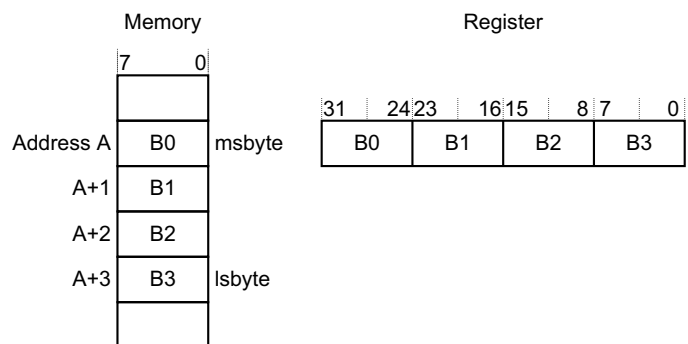 Memory Register
7 0
31 24 23 16 15 8 7 0
Address A B0 msbyte B0 B1 B2 B3
A+1 B1
A+2 B2
A+3 B3 lsbyte